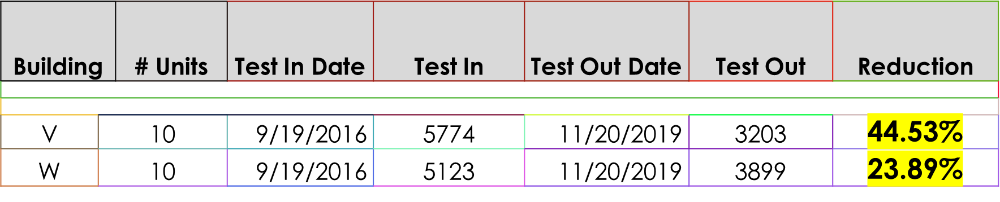 Building # Units Test In Date Test In Test Out Date Test Out Reduction
V 10 9/19/2016 5774 11/20/2019 3203 44.53%
W 10 9/19/2016 5123 11/20/2019 3899 23.89%